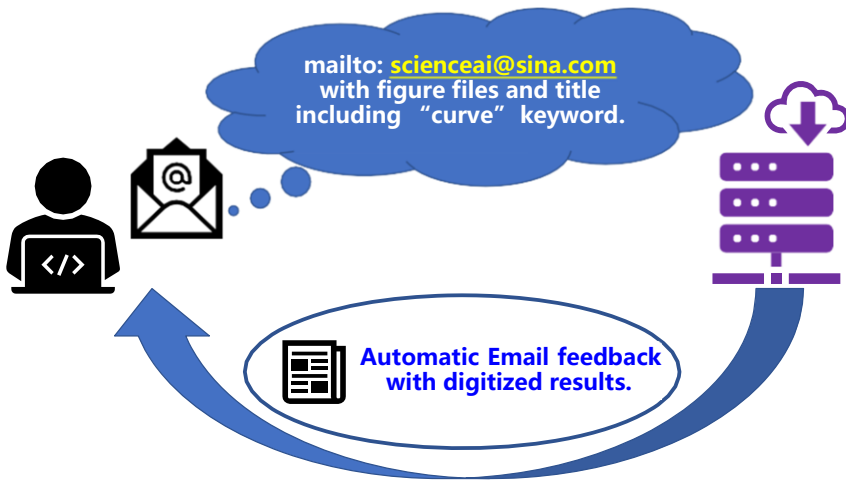 mailto: scienceai@sina.com
with figure files and title
including “curve” keyword.
@
</>
Automatic Email feedback
with digitized results.